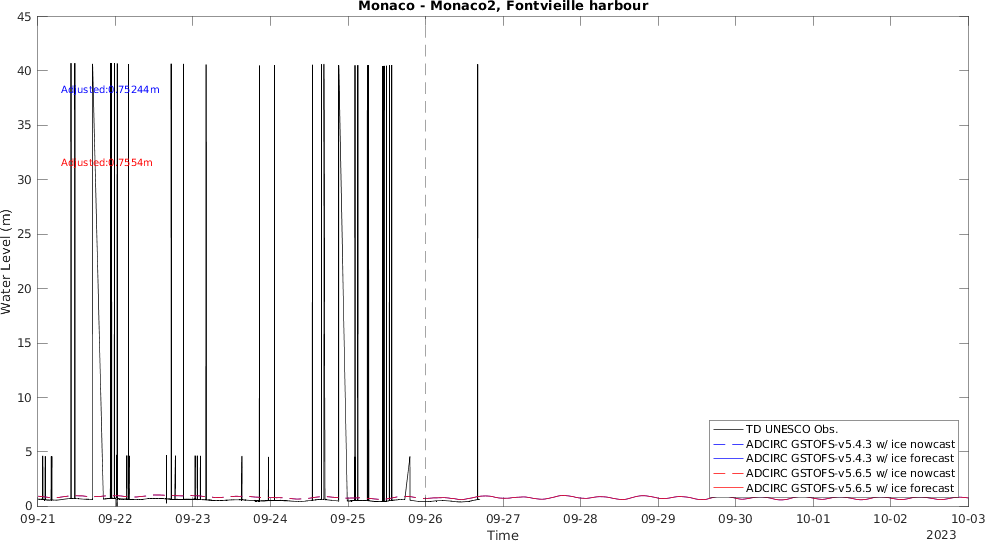 Monaco - Monaco2, Fontvieille harbour
45
40
35
30
25
20
15
10
5
0
Water Level (m)
Adjusted:0.75244m
Adjusted:0.7554m
TD UNESCO Obs.
ADCIRC GSTOFS-v5.4.3 w/ ice nowcast
ADCIRC GSTOFS-v5.4.3 w/ ice forecast
ADCIRC GSTOFS-v5.6.5 w/ ice nowcast
ADCIRC GSTOFS-v5.6.5 w/ ice forecast
09-21 09-22 09-23 09-24 09-25 09-26 09-27 09-28 09-29 09-30 10-01 10-02 10-03
Time
2023